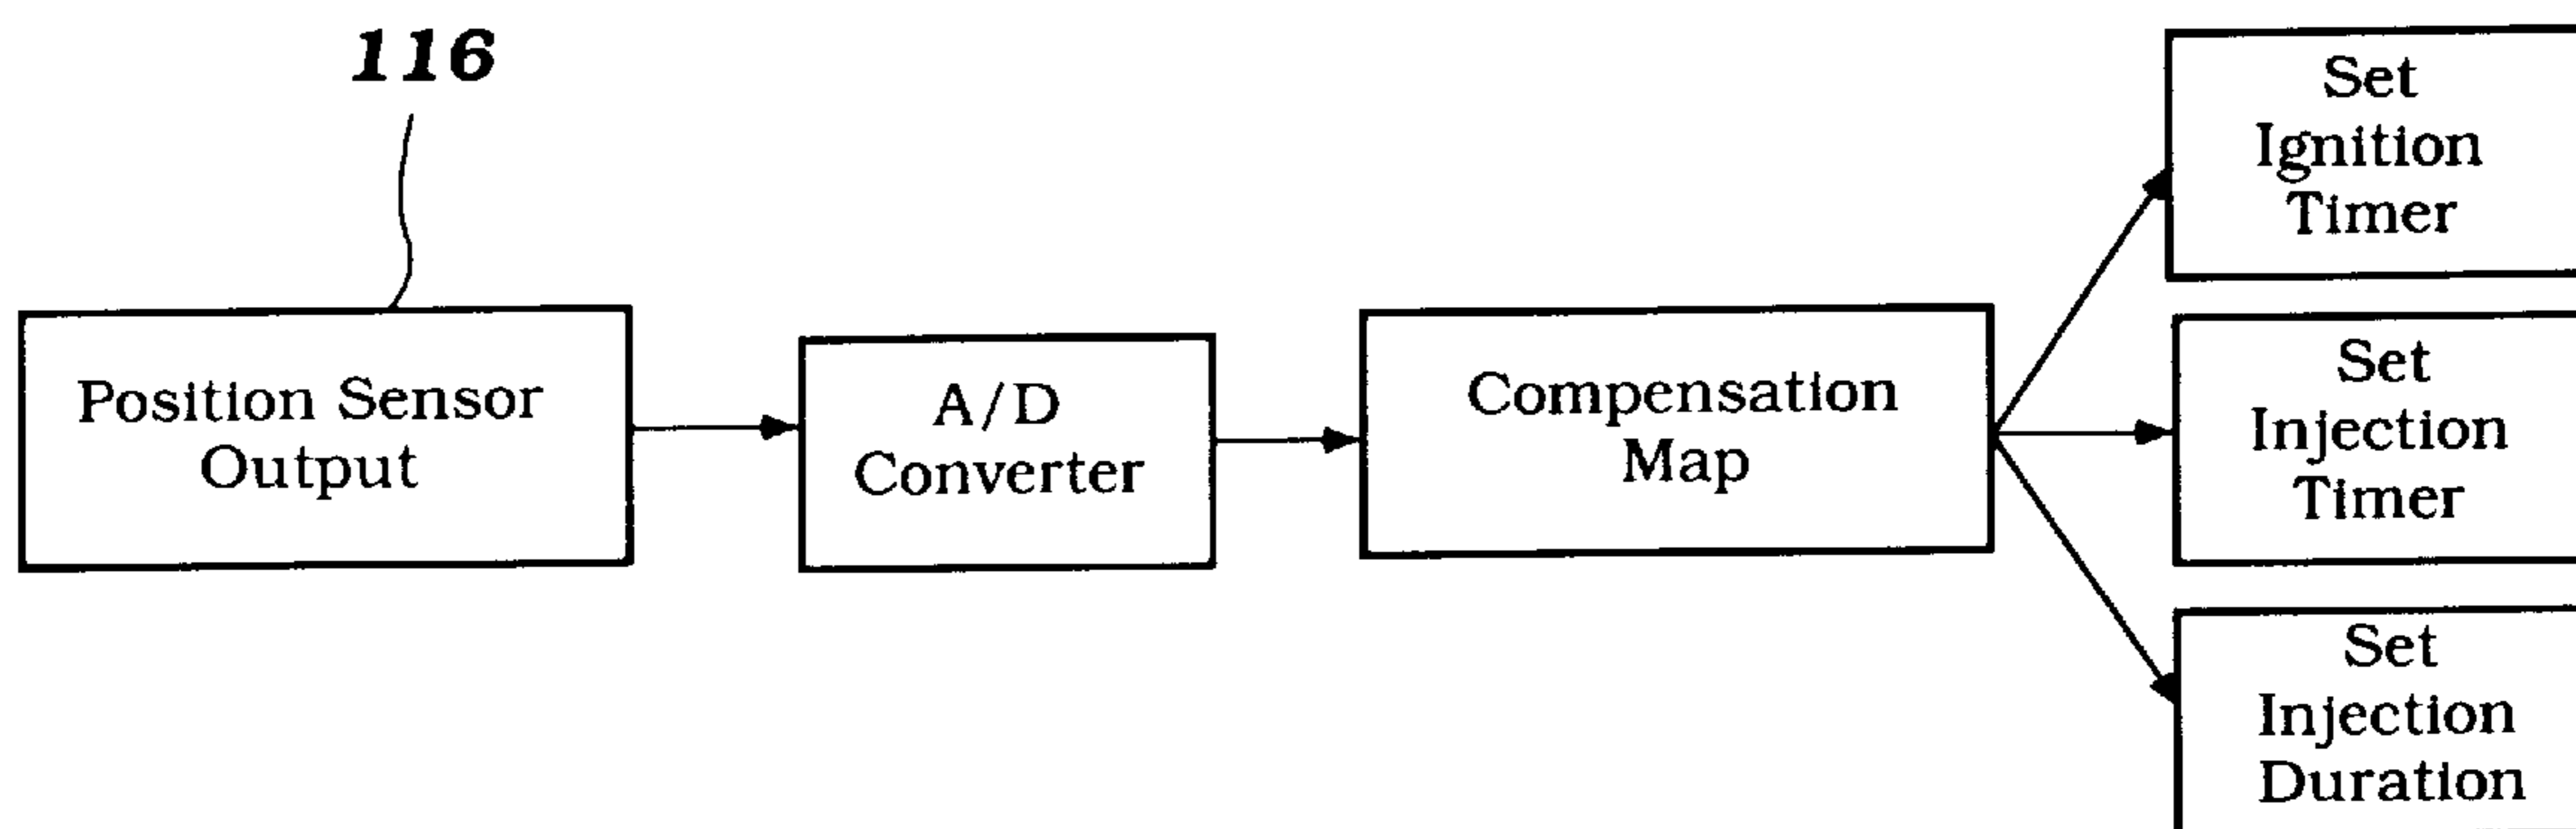 116
Position Sensor
Output
A/D
Converter
Compensation
Map
Set
Ignition
Timer
Set
Injection
Timer
Set
Injection
Duration